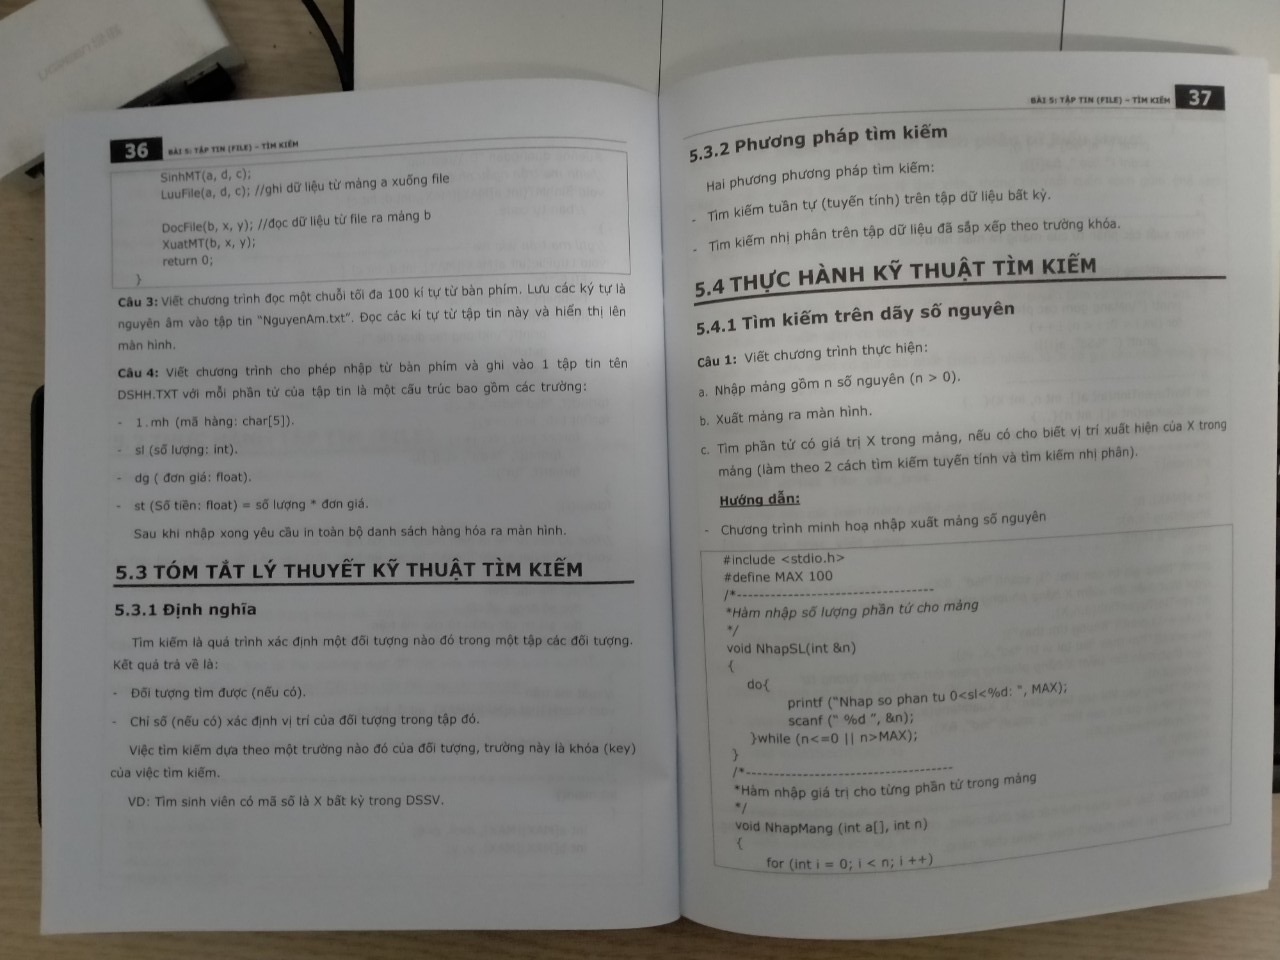 36 BÀI 5: TẬP TIN (FILE) – TÌM KIẾM
SinhMT(a, d, c);
LuuFile(a, d, c); //ghi dữ liệu từ mảng a xuống file
DocFile(b, x, y); //đọc dữ liệu từ file ra mảng b
XuatMT(b, x, y);
return 0;
}
Câu 3: Viết chương trình đọc một chuỗi tối đa 100 kí tự từ bàn phím. Lưu các ký tự là
nguyên âm vào tập tin “NguyenAm.txt”. Đọc các kí tự từ tập tin này và hiển thị lên
màn hình.
Câu 4: Viết chương trình cho phép nhập từ bàn phím và ghi vào 1 tập tin tên
DSHH.TXT với mỗi phần tử của tập tin là một cấu trúc bao gồm các trường:
- 1.mh (mã hàng: char[5]).
- sl (số lượng: int).
- dg ( đơn giá: float).
- st (Số tiền: float) = số lượng * đơn giá.
Sau khi nhập xong yêu cầu in toàn bộ danh sách hàng hóa ra màn hình.
5.3 TÓM TẮT LÝ THUYẾT KỸ THUẬT TÌM KIẾM
5.3.1 Định nghĩa
Tìm kiếm là quá trình xác định một đối tượng nào đó trong một tập các đối tượng.
Kết quả trả về là:
- Đối tượng tìm được (nếu có).
- Chỉ số (nếu có) xác định vị trí của đối tượng trong tập đó.
Việc tìm kiếm dựa theo một trường nào đó của đối tượng, trường này là khóa (key)
của việc tìm kiếm.
VD: Tìm sinh viên có mã số là X bất kỳ trong DSSV.
BÀI 5: TẬP TIN (FILE) – TÌM KIẾM 37
5.3.2 Phương pháp tìm kiếm
Hai phương phương pháp tìm kiếm:
- Tìm kiếm tuần tự (tuyến tính) trên tập dữ liệu bất kỳ.
- Tìm kiếm nhị phân trên tập dữ liệu đã sắp xếp theo trường khóa.
5.4 THỰC HÀNH KỸ THUẬT TÌM KIẾM
5.4.1 Tìm kiếm trên dãy số nguyên
Câu 1: Viết chương trình thực hiện:
a. Nhập mảng gồm n số nguyên (n > 0).
b. Xuất mảng ra màn hình.
c. Tìm phần tử có giá trị X trong mảng, nếu có cho biết vị trí xuất hiện của X trong
mảng (làm theo 2 cách tìm kiếm tuyến tính và tìm kiếm nhị phân).
Hướng dẫn:
- Chương trình minh hoạ nhập xuất mảng số nguyên
#include <stdio.h>
#define MAX 100
/*----------------------------------
*Hàm nhập số lượng phần tử cho mảng
*/
void NhapSL(int &n)
{
do{
printf (“Nhap so phan tu 0<sl<%d: ”, MAX);
scanf (“ %d ”, &n);
}while (n<=0 || n>MAX);
}
/*-----------------------------------
*Hàm nhập giá trị cho từng phần tử trong mảng
*/
void NhapMang (int a[], int n)
{
for (int i = 0; i < n; i ++)